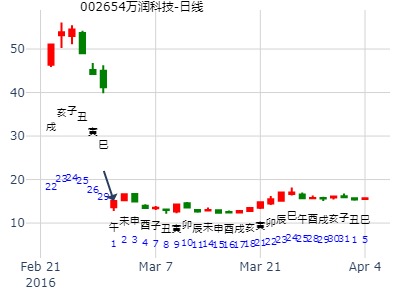 002654万润科技-日线
50
40
30
20
10
戌 亥 子 丑 寅 巳 午 未 申 酉 子 丑 寅 卯 辰 未 申 酉 戌 亥 寅 卯 辰 巳 午 酉 戌 亥 子 丑 巳
22 23 24 25 26 29 1 2 3 4 7 8 9 10 11 14 15 16 17 18 21 22 23 24 25 28 29 30 31 1 5
Feb 21 Mar 7 Mar 21 Apr 4
2016